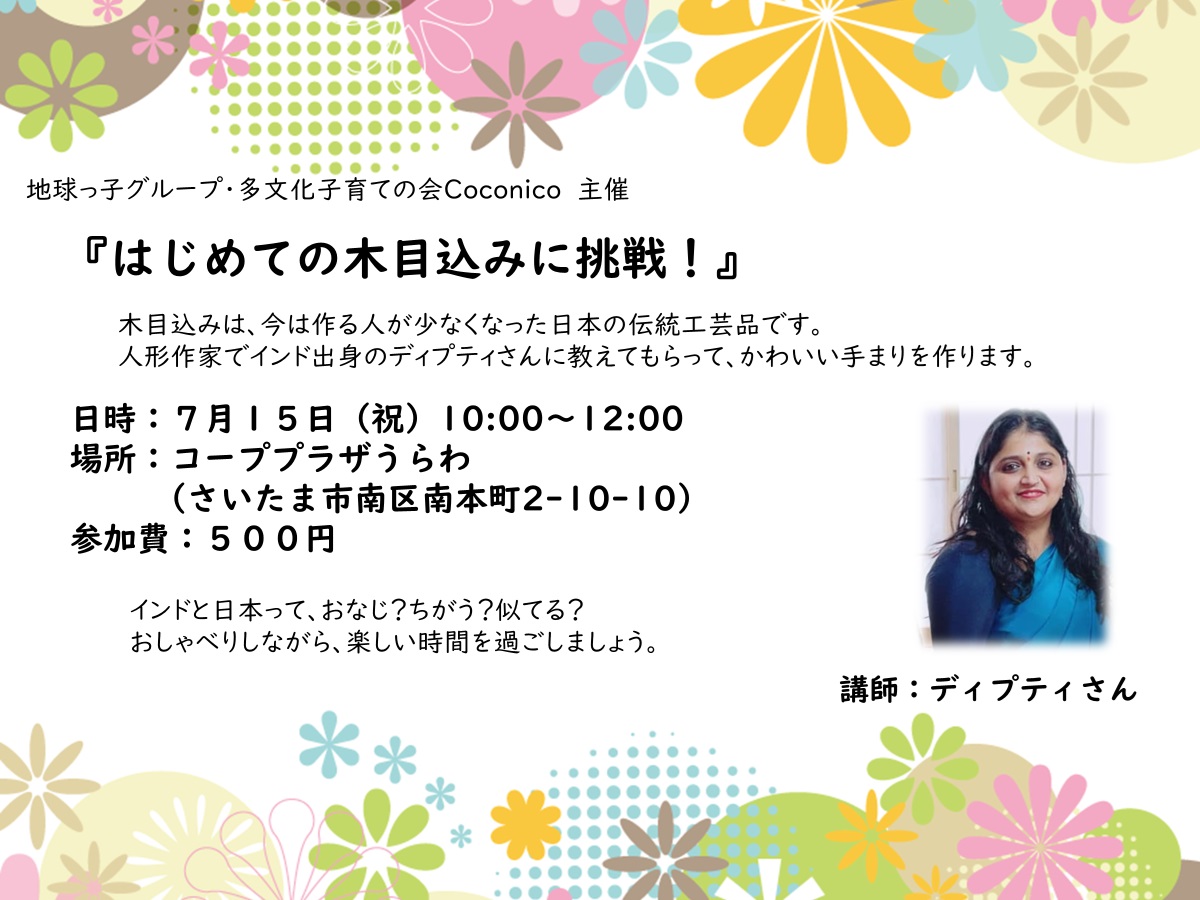 地球っ子グループ・多文化子育ての会Coconico 主催
『はじめての木目込みに挑戦！』
木目込みは、今は作る人が少なくなった日本の伝統工芸品です。
人形作家でインド出身のディプティさんに教えてもらって、かわいい手まりを作ります。
日時：７月１５日（祝）10:00～12:00
場所：コーププラザうらわ
（さいたま市南区南本町2-10-10）
参加費：５００円
インドと日本って、おなじ？ちがう？似てる？
おしゃべりしながら、楽しい時間を過ごしましょう。
講師：ディプティさん